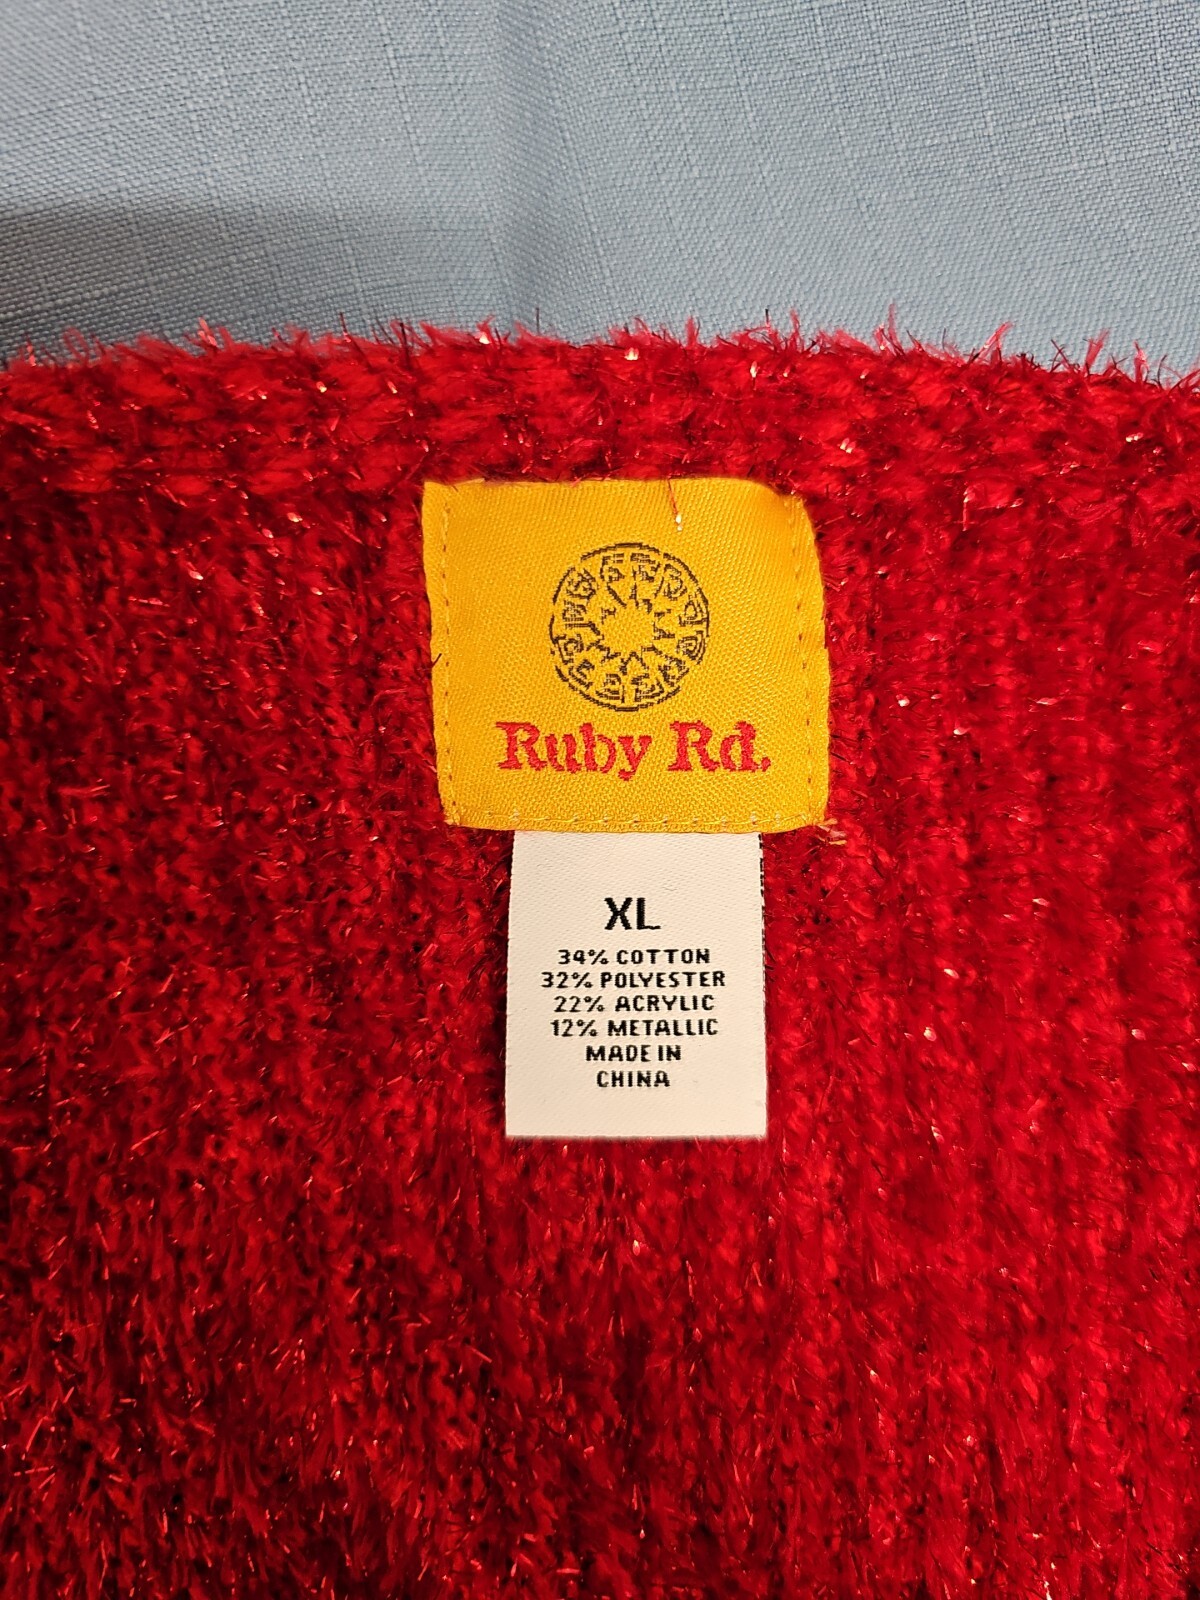 Ruby Rd.
XL
34% COTTON
32% POLYESTER
22% ACRYLIC
12% METALLIC
MADE IN
CHINA